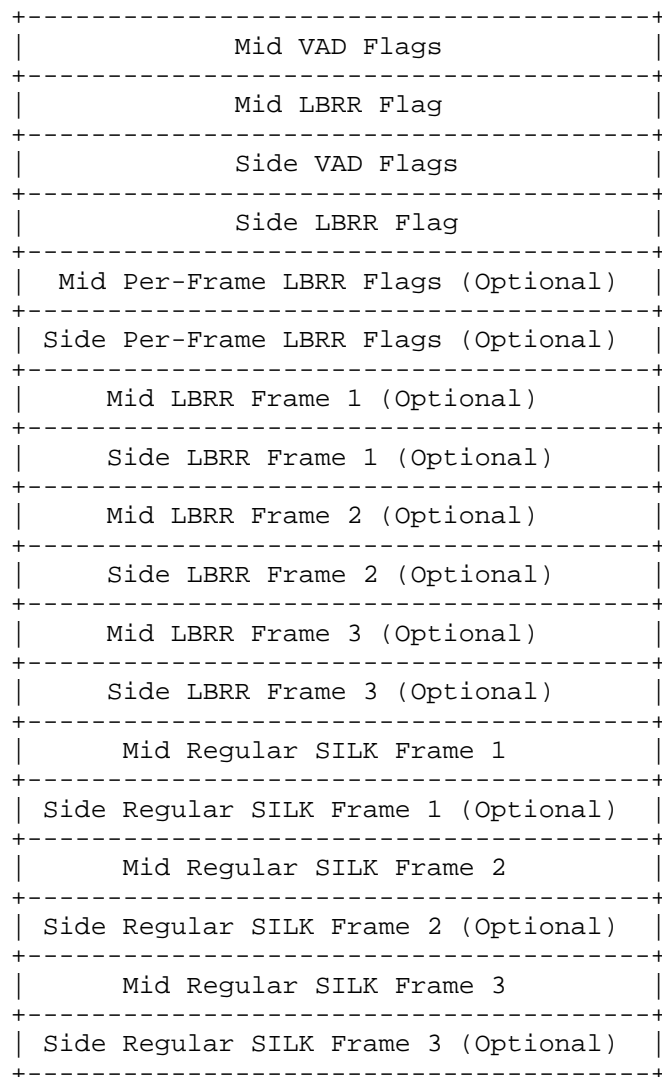 Mid VAD Flags
Mid LBRR Flag
Side VAD Flags
Side LBRR Flag
Mid Per-Frame LBRR Flags (Optional)
Side Per-Frame LBRR Flags (Optional)
Mid LBRR Frame 1 (Optional)
Side LBRR Frame 1 (Optional)
Mid LBRR Frame 2 (Optional)
Side LBRR Frame 2 (Optional)
Mid LBRR Frame 3 (Optional)
Side LBRR Frame 3 (Optional)
Mid Regular SILK Frame 1
Side Regular SILK Frame 1 (Optional)
Mid Regular SILK Frame 2
Side Regular SILK Frame 2 (Optional)
Mid Regular SILK Frame 3
Side Regular SILK Frame 3 (Optional)